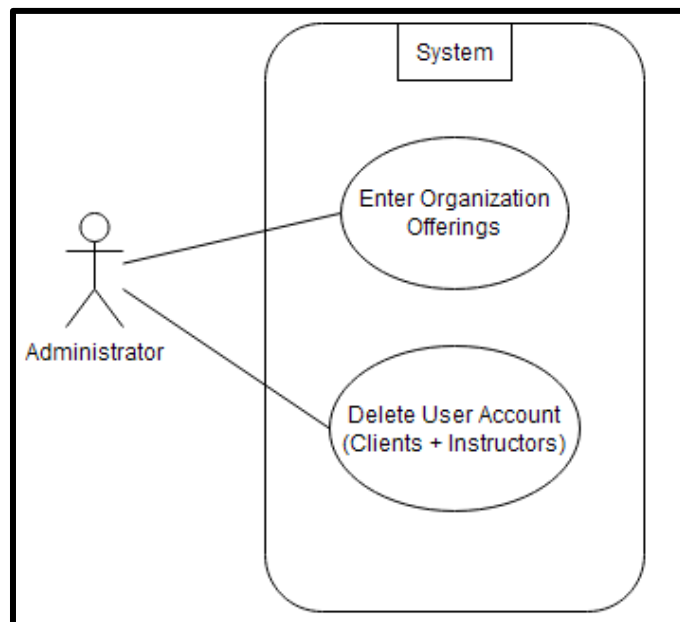 System
Enter Organization
Offerings
Administrator
Delete User Account
(Clients + Instructors)